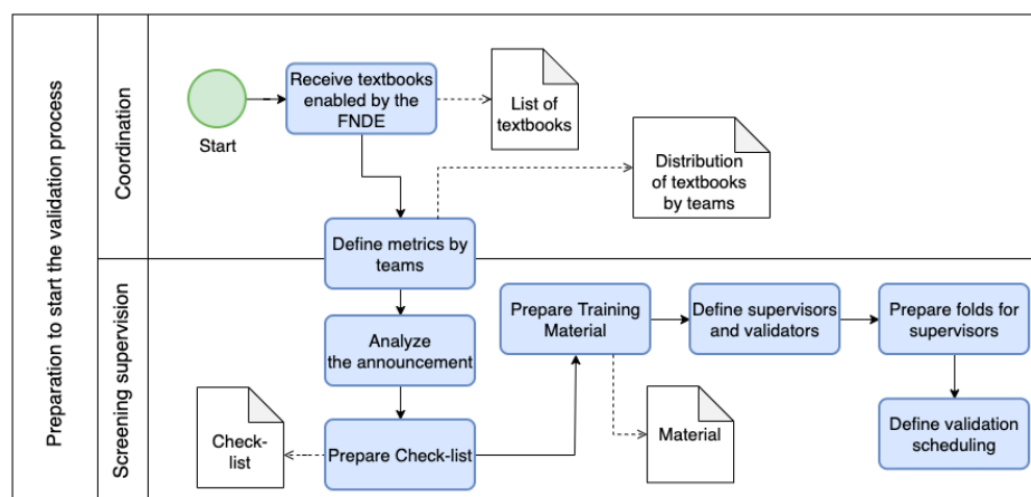 Preparation to start the validation process
Coordination
Start
Receive textbooks
enabled by the
FNDE
List of
textbooks
Distribution
of textbooks
by teams
Define metrics by
teams
Screening supervision
Analyze
the announcement
Prepare Check-list
Check-
list
Prepare Training
Material
Material
Define supervisors
and validators
Prepare folds for
supervisors
Define validation
scheduling